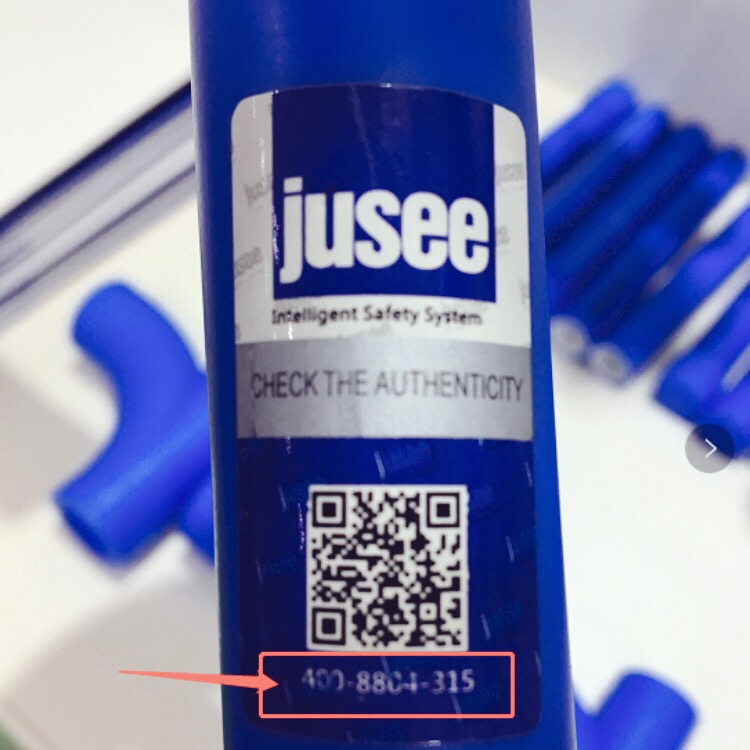 jusee
Intelligent Safety System
CHECK THE AUTHENTICITY
400-8804-315